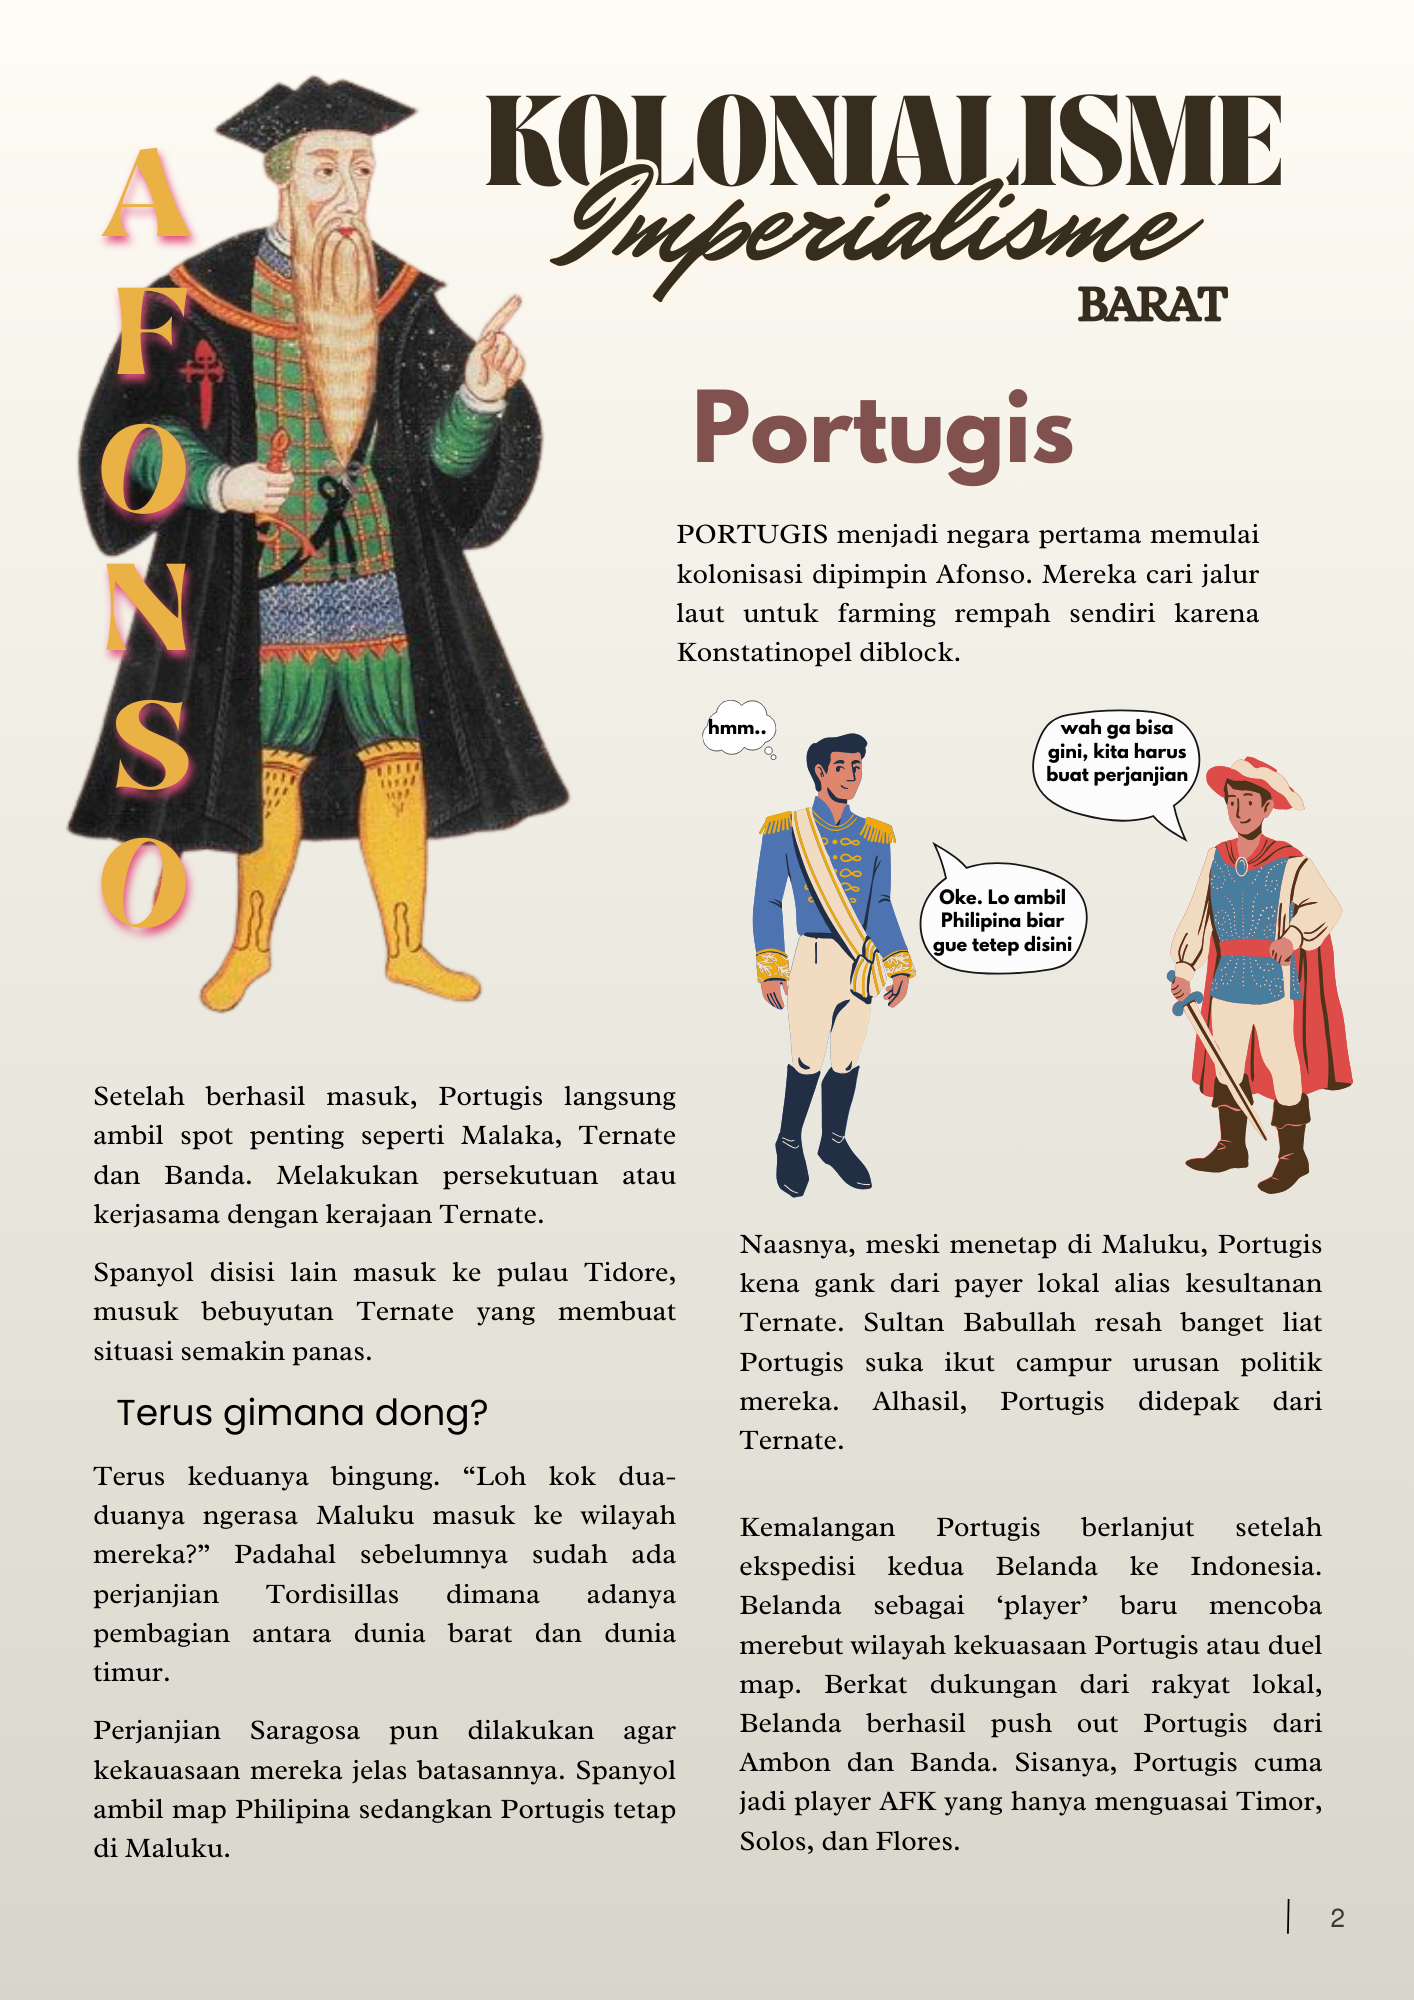 AFONSO
KOLONIALISME
Imperialisme
BARAT
Portugis
PORTUGIS menjadi negara pertama memulai
kolonisasi dipimpin Afonso. Mereka cari jalur
laut untuk farming rempah sendiri karena
Konstatinopel diblock.
hmm..
wah ga bisa
gini, kita harus
buat perjanjian
Oke. Lo ambil
Philipina biar
gue tetep disini
Setelah berhasil masuk, Portugis langsung
ambil spot penting seperti Malaka, Ternate
dan Banda. Melakukan persekutuan atau
kerjasama dengan kerajaan Ternate.
Spanyol disisi lain masuk ke pulau Tidore,
musuk bebuyutan Ternate yang membuat
situasi semakin panas.
Terus gimana dong?
Terus keduanya bingung. “Loh kok dua-
duanya ngerasa Maluku masuk ke wilayah
mereka?” Padahal sebelumnya sudah ada
perjanjian Tordisillas dimana adanya
pembagian antara dunia barat dan dunia
timur.
Perjanjian Saragosa pun dilakukan agar
kekauasaan mereka jelas batasannya. Spanyol
ambil map Philipina sedangkan Portugis tetap
di Maluku.
Naasnya, meski menetap di Maluku, Portugis
kena gank dari payer lokal alias kesultanan
Ternate. Sultan Babullah resah banget liat
Portugis suka ikut campur urusan politik
mereka. Alhasil, Portugis didepak dari
Ternate.
Kemalangan Portugis berlanjut setelah
ekspedisi kedua Belanda ke Indonesia.
Belanda sebagai ‘player’ baru mencoba
merebut wilayah kekuasaan Portugis atau duel
map. Berkat dukungan dari rakyat lokal,
Belanda berhasil push out Portugis dari
Ambon dan Banda. Sisanya, Portugis cuma
jadi player AFK yang hanya menguasai Timor,
Solos, dan Flores.
2